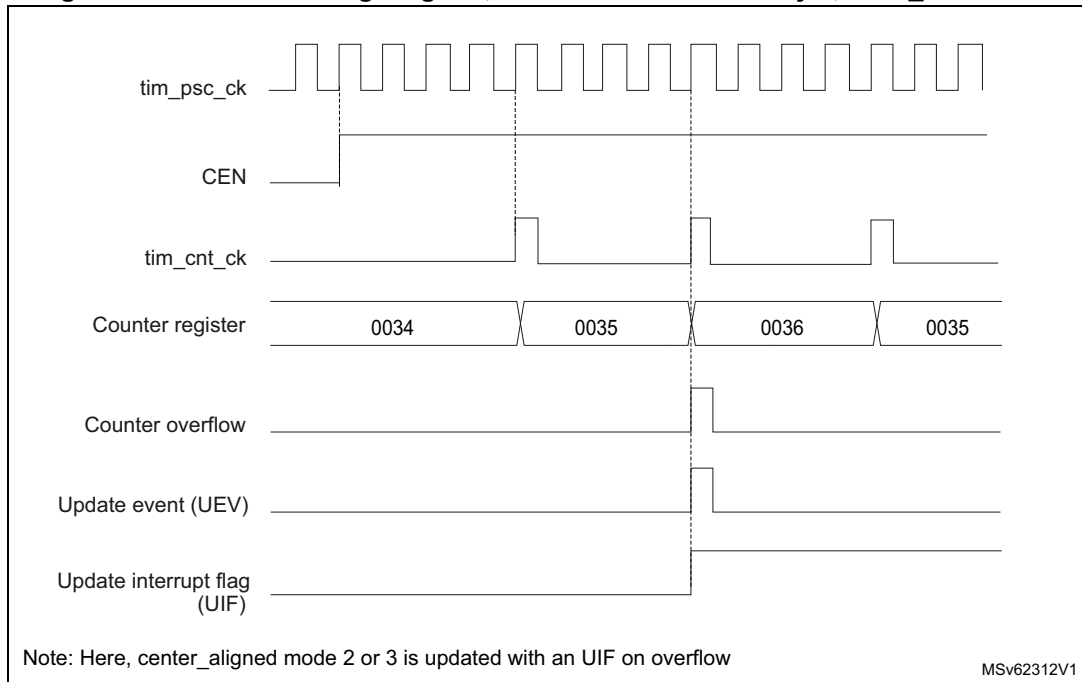 tim_psc_ck
CEN
tim_cnt_ck
Counter register
0034 0035 0036 0035
Counter overflow
Update event (UEV)
Update interrupt flag
(UIF)
Note: Here, center_aligned mode 2 or 3 is updated with an UIF on overflow
MSv62312V1